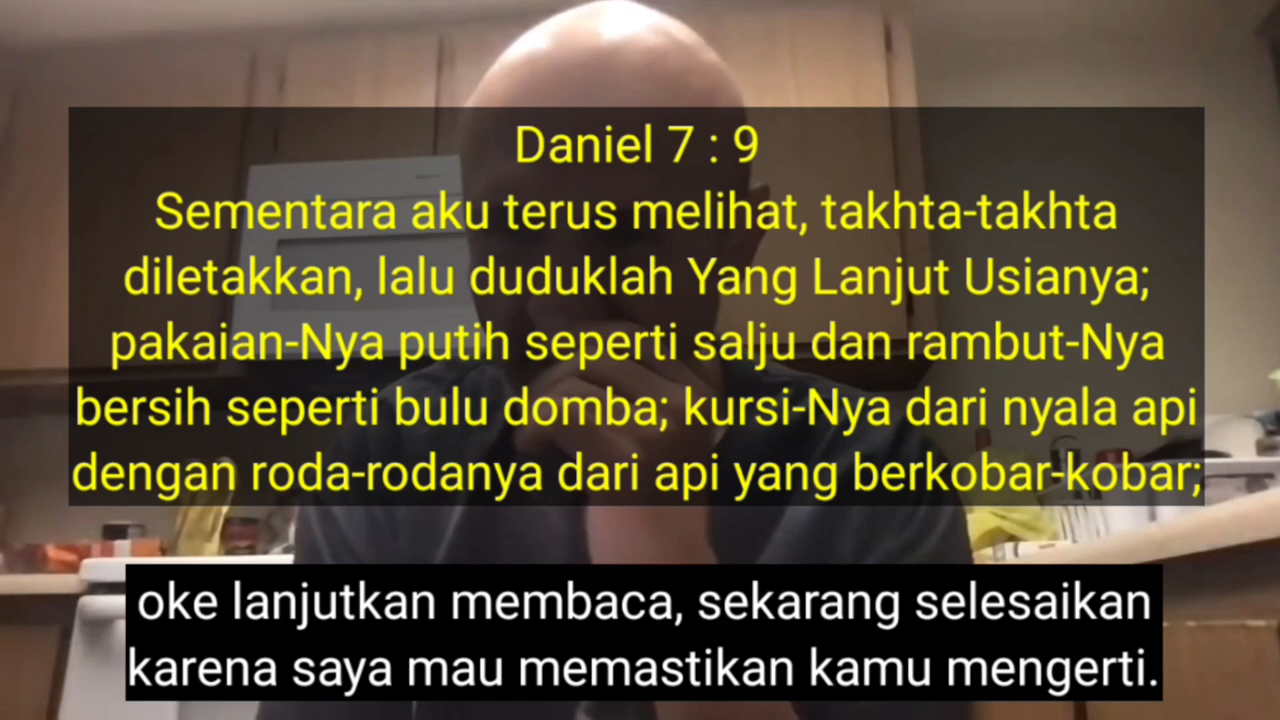 Daniel 7 : 9
Sementara aku terus melihat, takhta-takhta
diletakkan, lalu duduklah Yang Lanjut Usianya;
pakaian-Nya putih seperti salju dan rambut-Nya
bersih seperti bulu domba; kursi-Nya dari nyala api
dengan roda-rodanya dari api yang berkobar-kobar;
oke lanjutkan membaca, sekarang selesaikan
karena saya mau memastikan kamu mengerti.